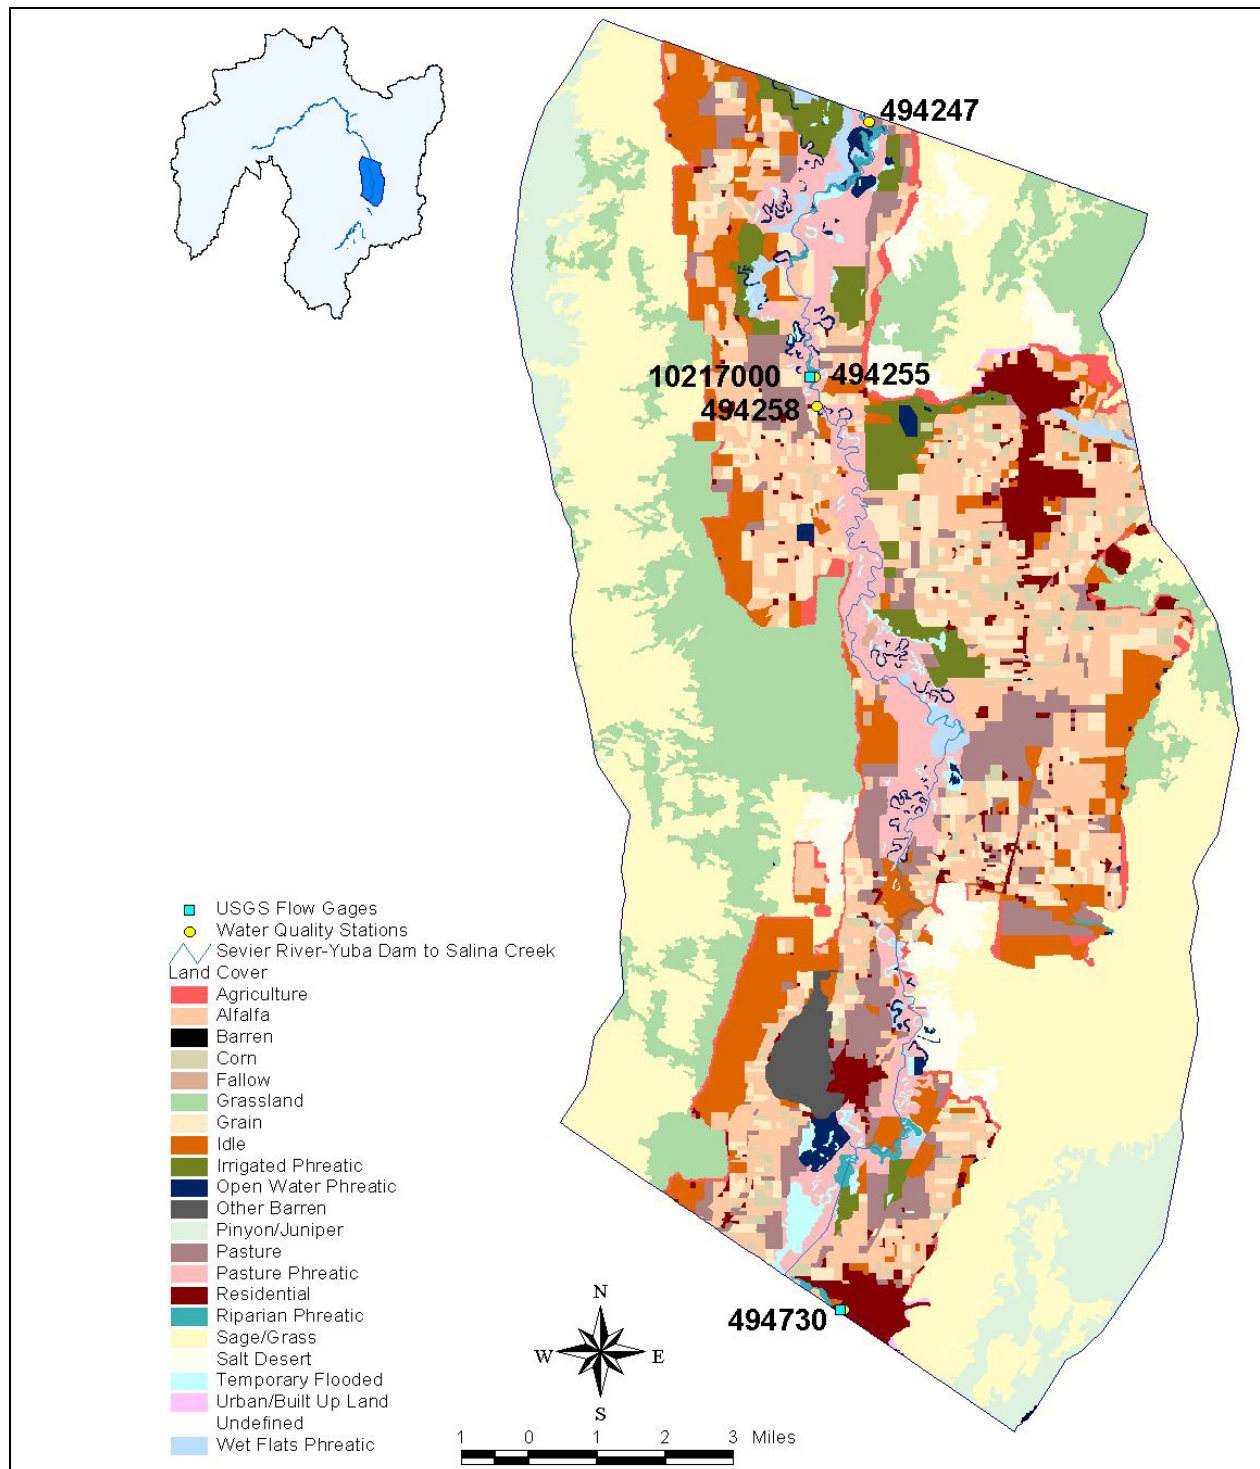 494247
10217000 494255
494258
USGS Flow Gages
Water Quality Stations
Sevier River-Yuba Dam to Salina Creek
Land Cover
Agriculture
Alfalfa
Barren
Corn
Fallow
Grassland
Grain
Idle
Irrigated Phreatic
Open Water Phreatic
Other Barren
Pinyon/Juniper
Pasture
Pasture Phreatic
Residential
Riparian Phreatic
Sage/Grass
Salt Desert
Temporary Flooded
Urban/Built Up Land
Undefined
Wet Flats Phreatic
494730
N
W E
S
1 0 1 2 3 Miles